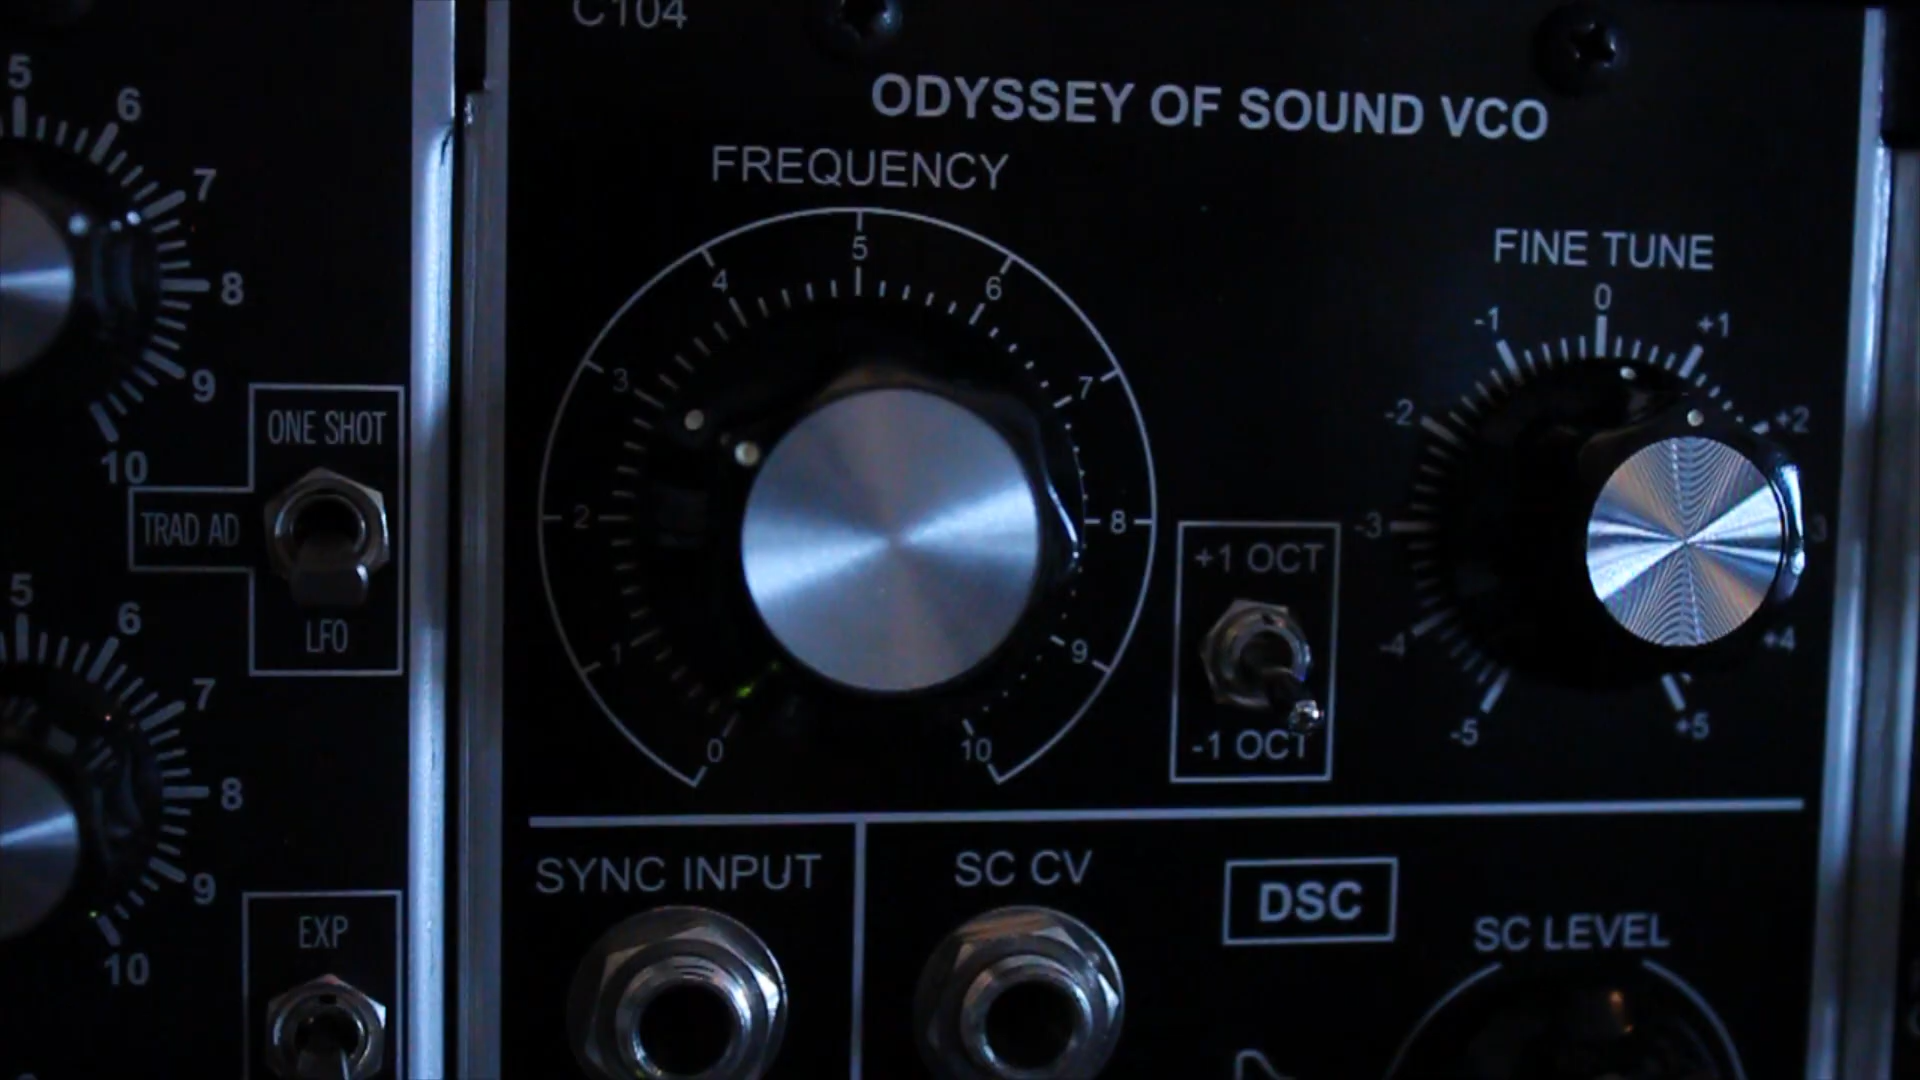 C104
ODYSSEY OF SOUND VCO
FREQUENCY
0
1
2
3
4
5
6
7
8
9
10
FINE TUNE
-5
-4
-3
-2
-1
0
+1
+2
3
+4
+5
+1 OCT
-1 OCT
SYNC INPUT
SC CV
DSC
SC LEVEL
5
6
7
8
9
10
ONE SHOT
TRAD AD
LFO
5
6
7
8
9
10
EXP